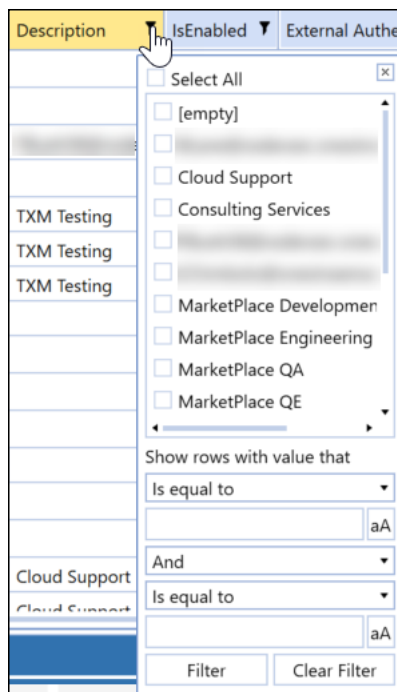 Description IsEnabled External Authe
Select All
[empty]
Cloud Support
Consulting Services
TXM Testing
TXM Testing
TXM Testing
MarketPlace Developmen
MarketPlace Engineering
MarketPlace QA
MarketPlace QE
Show rows with value that
Is equal to
aA
And
Cloud Support
Is equal to
Cloud Support
aA
Filter Clear Filter